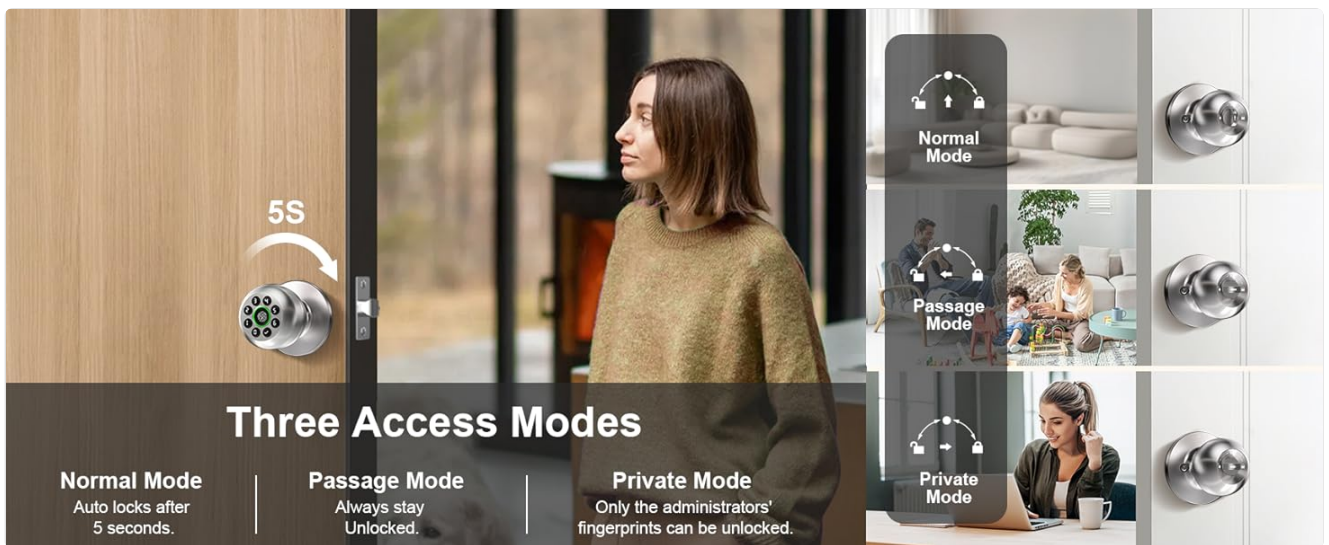 5S
Three Access Modes
Normal Mode
Auto locks after
5 seconds.
Passage Mode
Always stay
Unlocked.
Private Mode
Only the administrators'
fingerprints can be unlocked.
Normal
Mode
Passage
Mode
Private
Mode